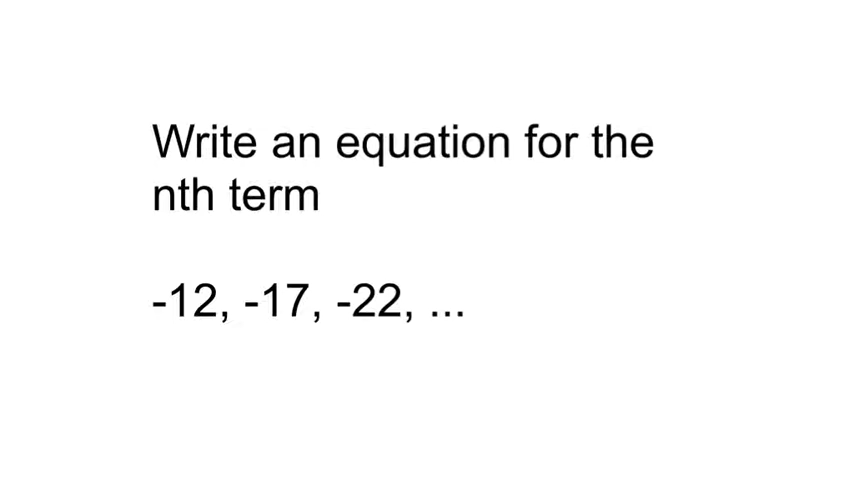 Write an equation for the
nth term
-12, -17, -22, ...